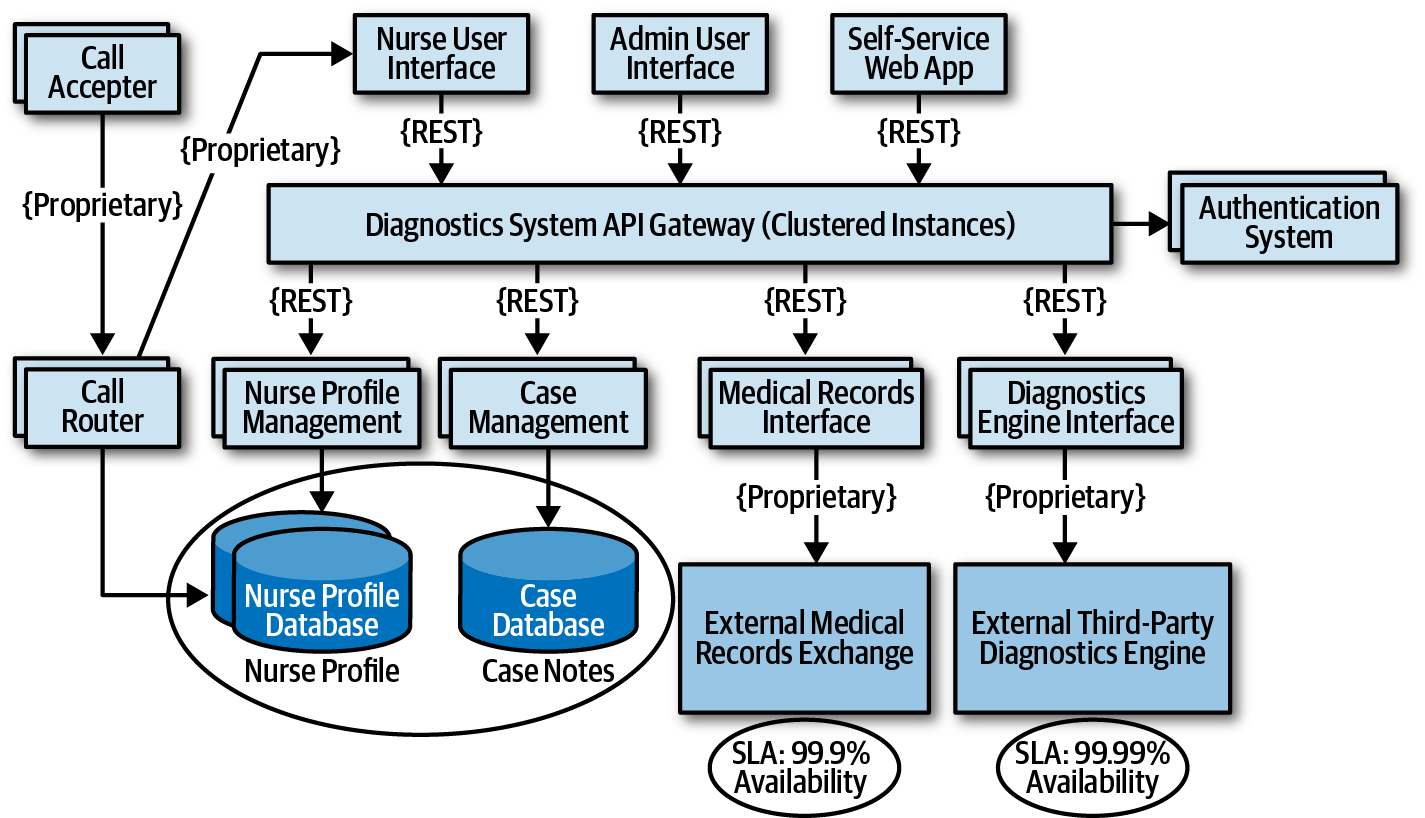 Call
Accepter
Nurse User
Interface
Admin User
Interface
Self-Service
Web App
{REST}
{REST}
{REST}
{Proprietary}
{Proprietary}
Diagnostics System API Gateway (Clustered Instances)
Authentication
System
{REST}
{REST}
{REST}
{REST}
Call
Router
Nurse Profile
Management
Case
Management
Medical Records
Interface
Diagnostics
Engine Interface
{Proprietary}
{Proprietary}
Nurse Profile
Database
Nurse Profile
Case
Database
Case Notes
External Medical
Records Exchange
External Third-Party
Diagnostics Engine
SLA: 99.9%
Availability
SLA: 99.99%
Availability